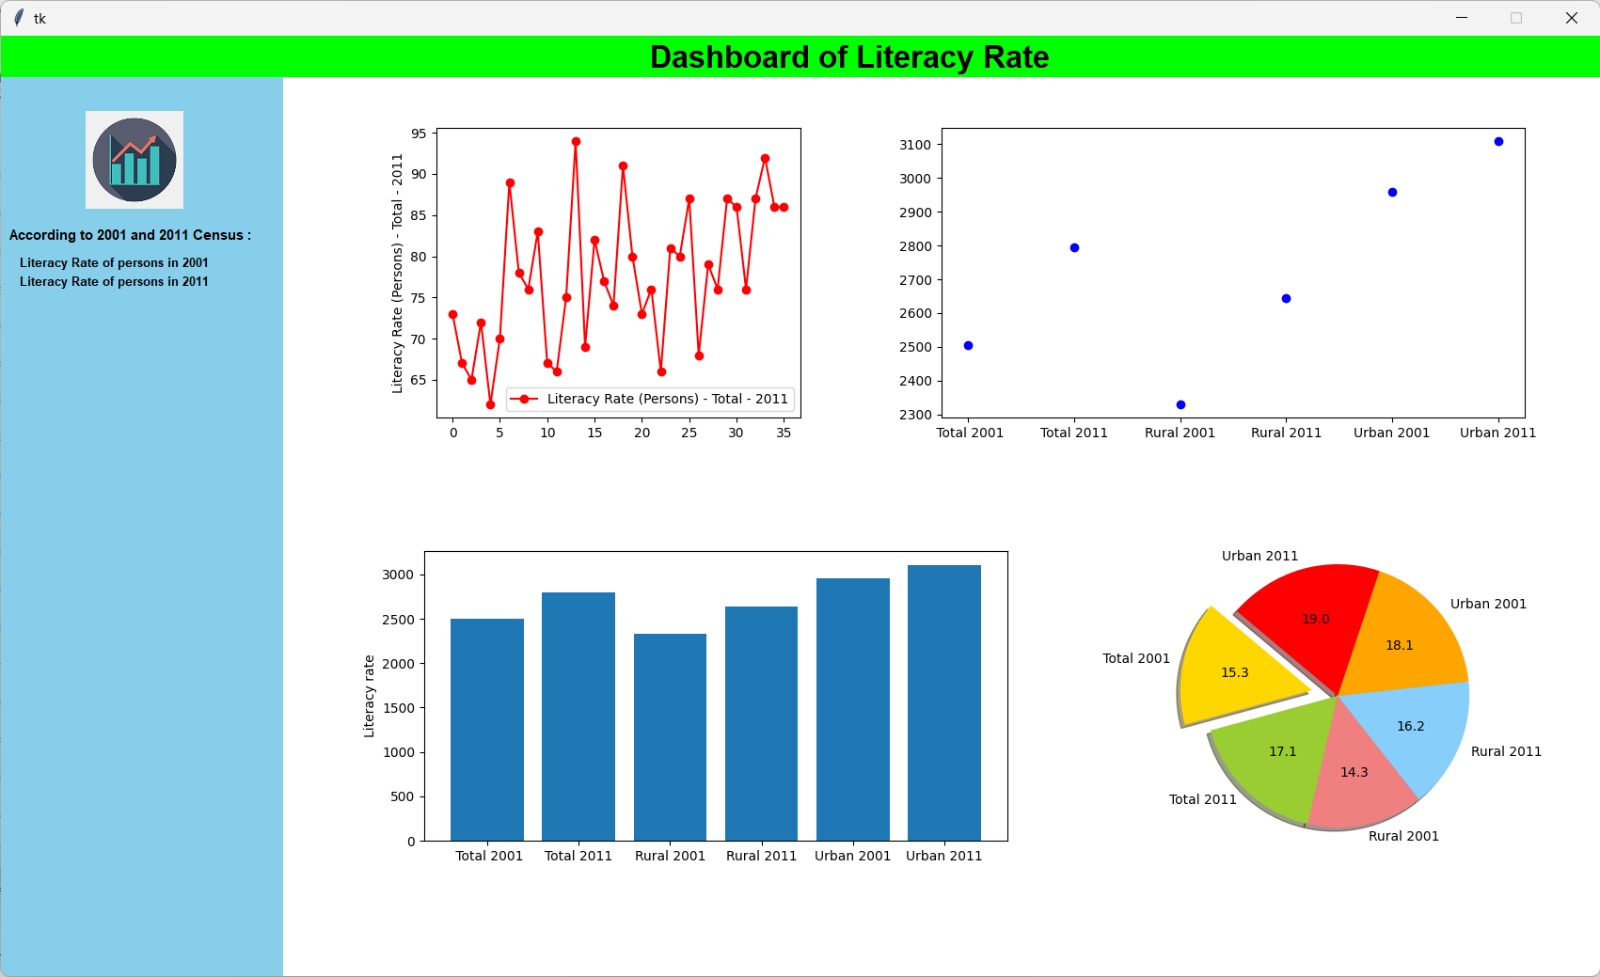 tk
Dashboard of Literacy Rate
According to 2001 and 2011 Census :
Literacy Rate of persons in 2001
Literacy Rate of persons in 2011
Literacy Rate (Persons) - Total - 2011
95
90
85
80
75
70
65
Literacy Rate (Persons) - Total - 2011
0 5 10 15 20 25 30 35
3100
3000
2900
2800
2700
2600
2500
2400
2300
Total 2001 Total 2011 Rural 2001 Rural 2011 Urban 2001 Urban 2011
Literacy rate
3000
2500
2000
1500
1000
500
0
Total 2001 Total 2011 Rural 2001 Rural 2011 Urban 2001 Urban 2011
Urban 2011
Urban 2001
19.0
18.1
Total 2001
15.3
16.2
Rural 2011
17.1
14.3
Total 2011
Rural 2001